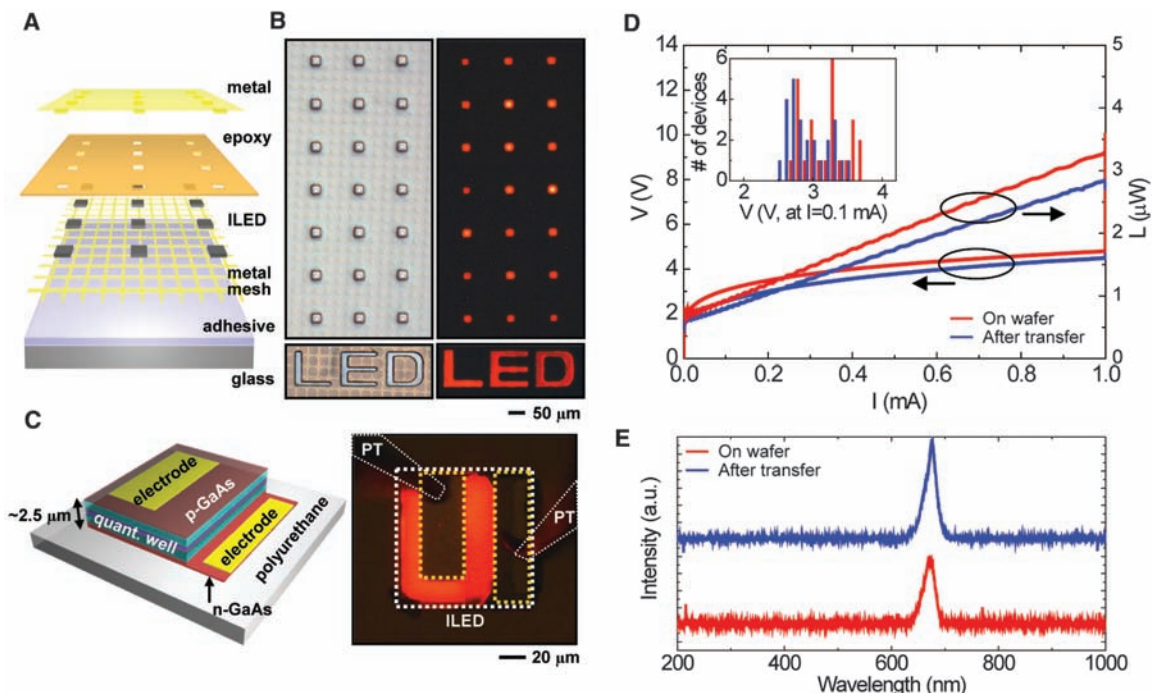 A
metal
epoxy
ILED
metal
mesh
adhesive
glass
B
LED
LED
50 μm
C
electrode
p-GaAs
~2.5 μm
quant. well
electrode
polyurethane
n-GaAs
PT
PT
ILED
20 μm
D
14
12
10
8
6
4
2
0
V (V)
5
4
3
2
1
0
L (μW)
6
4
2
0
# of devices
2
3
4
V (V, at I=0.1 mA)
On wafer
After transfer
0.0
0.2
0.4
0.6
0.8
1.0
I (mA)
E
On wafer
After transfer
Intensity (a.u.)
200
400
600
800
1000
Wavelength (nm)